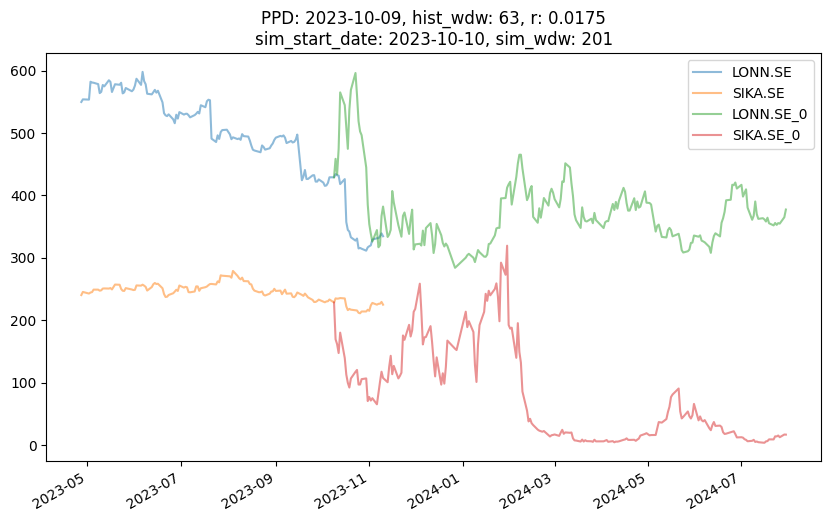 PPD: 2023-10-09, hist_wdw: 63, r: 0.0175
sim_start_date: 2023-10-10, sim_wdw: 201
LONN.SE
SIKA.SE
LONN.SE_0
SIKA.SE_0
600
500
400
300
200
100
0
2023-05
2023-07
2023-09
2023-11
2024-01
2024-03
2024-05
2024-07